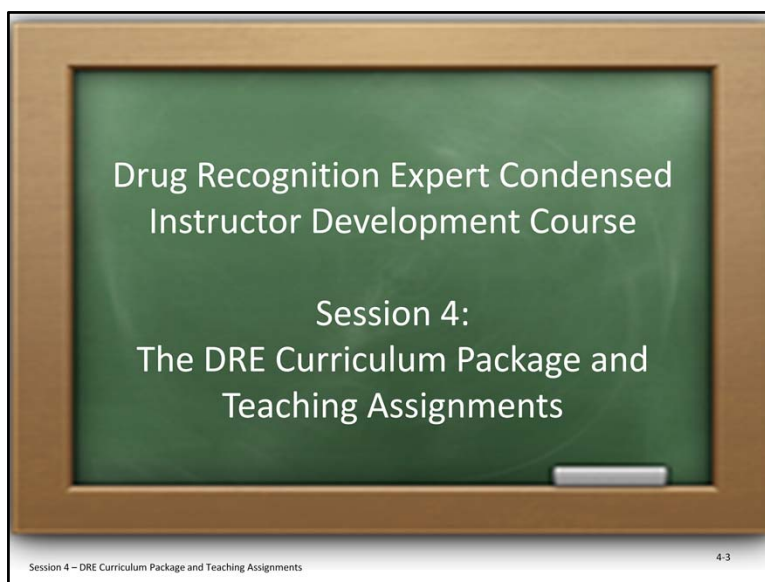 Drug Recognition Expert Condensed
Instructor Development Course
Session 4:
The DRE Curriculum Package and
Teaching Assignments
4-3
Session 4 – DRE Curriculum Package and Teaching Assignments